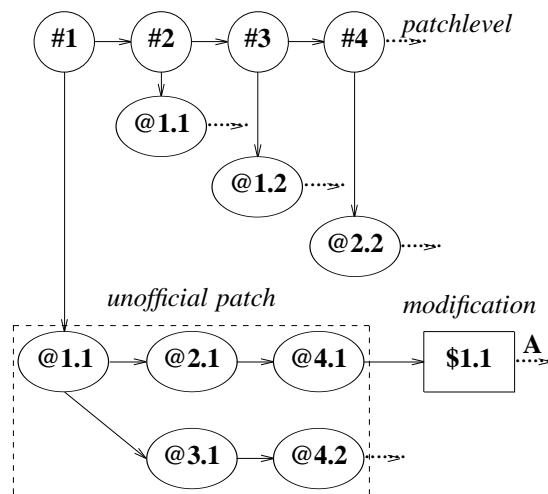 #1 #2 #3 #4 patchlevel
@1.1
@1.2
@2.2
unofficial patch modification
@1.1 @2.1 @4.1 $1.1 A
@3.1 @4.2